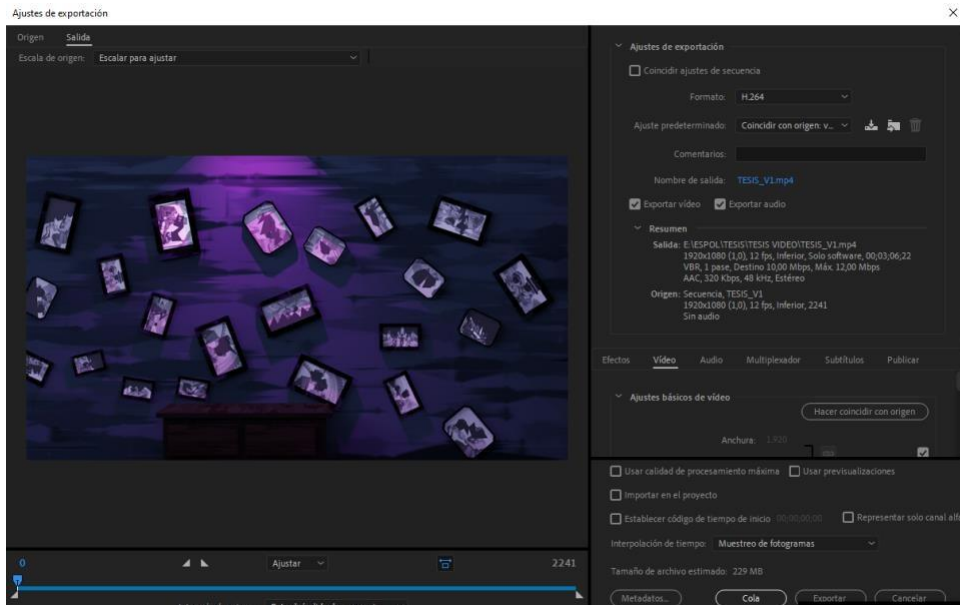 Ajustes de exportación
Origen Salida
Escala de origen: Escalar para ajustar
0
Ajustar
2241
Ajustes de exportación
Coincidir ajustes de secuencia
Formato: H.264
Ajuste predeterminado: Coincidir con origen: v...
Comentarios:
Nombre de salida: TESIS_V1.mp4
Exportar vídeo Exportar audio
Resumen
Salida: E:\ESPOL\TESIS\TESIS VIDEO\TESIS_V1.mp4
1920x1080 (1,0), 12 fps, Inferior, Solo software, 00;03;06;22
VBR, 1 pase, Destino 10,00 Mbps, Máx. 12,00 Mbps
AAC, 320 Kbps, 48 kHz, Estéreo
Origen: Secuencia, TESIS_V1
1920x1080 (1,0), 12 fps, Inferior, 2241
Sin audio
Efectos Vídeo Audio Multiplexador Subtítulos Publicar
Ajustes básicos de vídeo
Hacer coincidir con origen
Anchura: 1.920
Usar calidad de procesamiento máxima Usar previsualizaciones
Importar en el proyecto
Establecer código de tiempo de inicio 00;00;00;00 Representar solo canal alf
Interpolación de tiempo: Muestreo de fotogramas
Tamaño de archivo estimado: 229 MB
Metadatos... Cola Exportar Cancelar